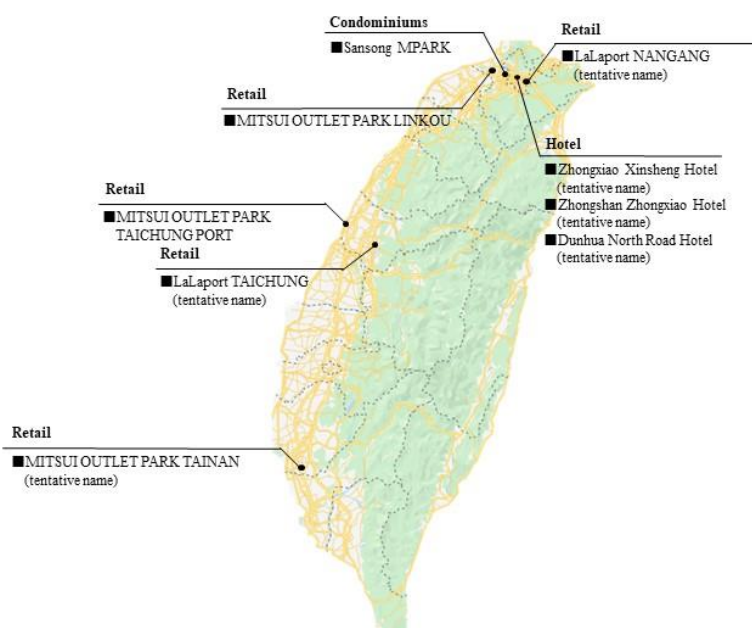 Condominiums
■Sansong MPARK
Retail
■LaLaport NANGANG
(tentative name)
Retail
■MITSUI OUTLET PARK LINKOU
Hotel
■Zhongxiao Xinsheng Hotel
(tentative name)
■Zhongshan Zhongxiao Hotel
(tentative name)
■Dunhua North Road Hotel
(tentative name)
Retail
■MITSUI OUTLET PARK
TAICHUNG PORT
Retail
■LaLaport TAICHUNG
(tentative name)
Retail
■MITSUI OUTLET PARK TAINAN
(tentative name)